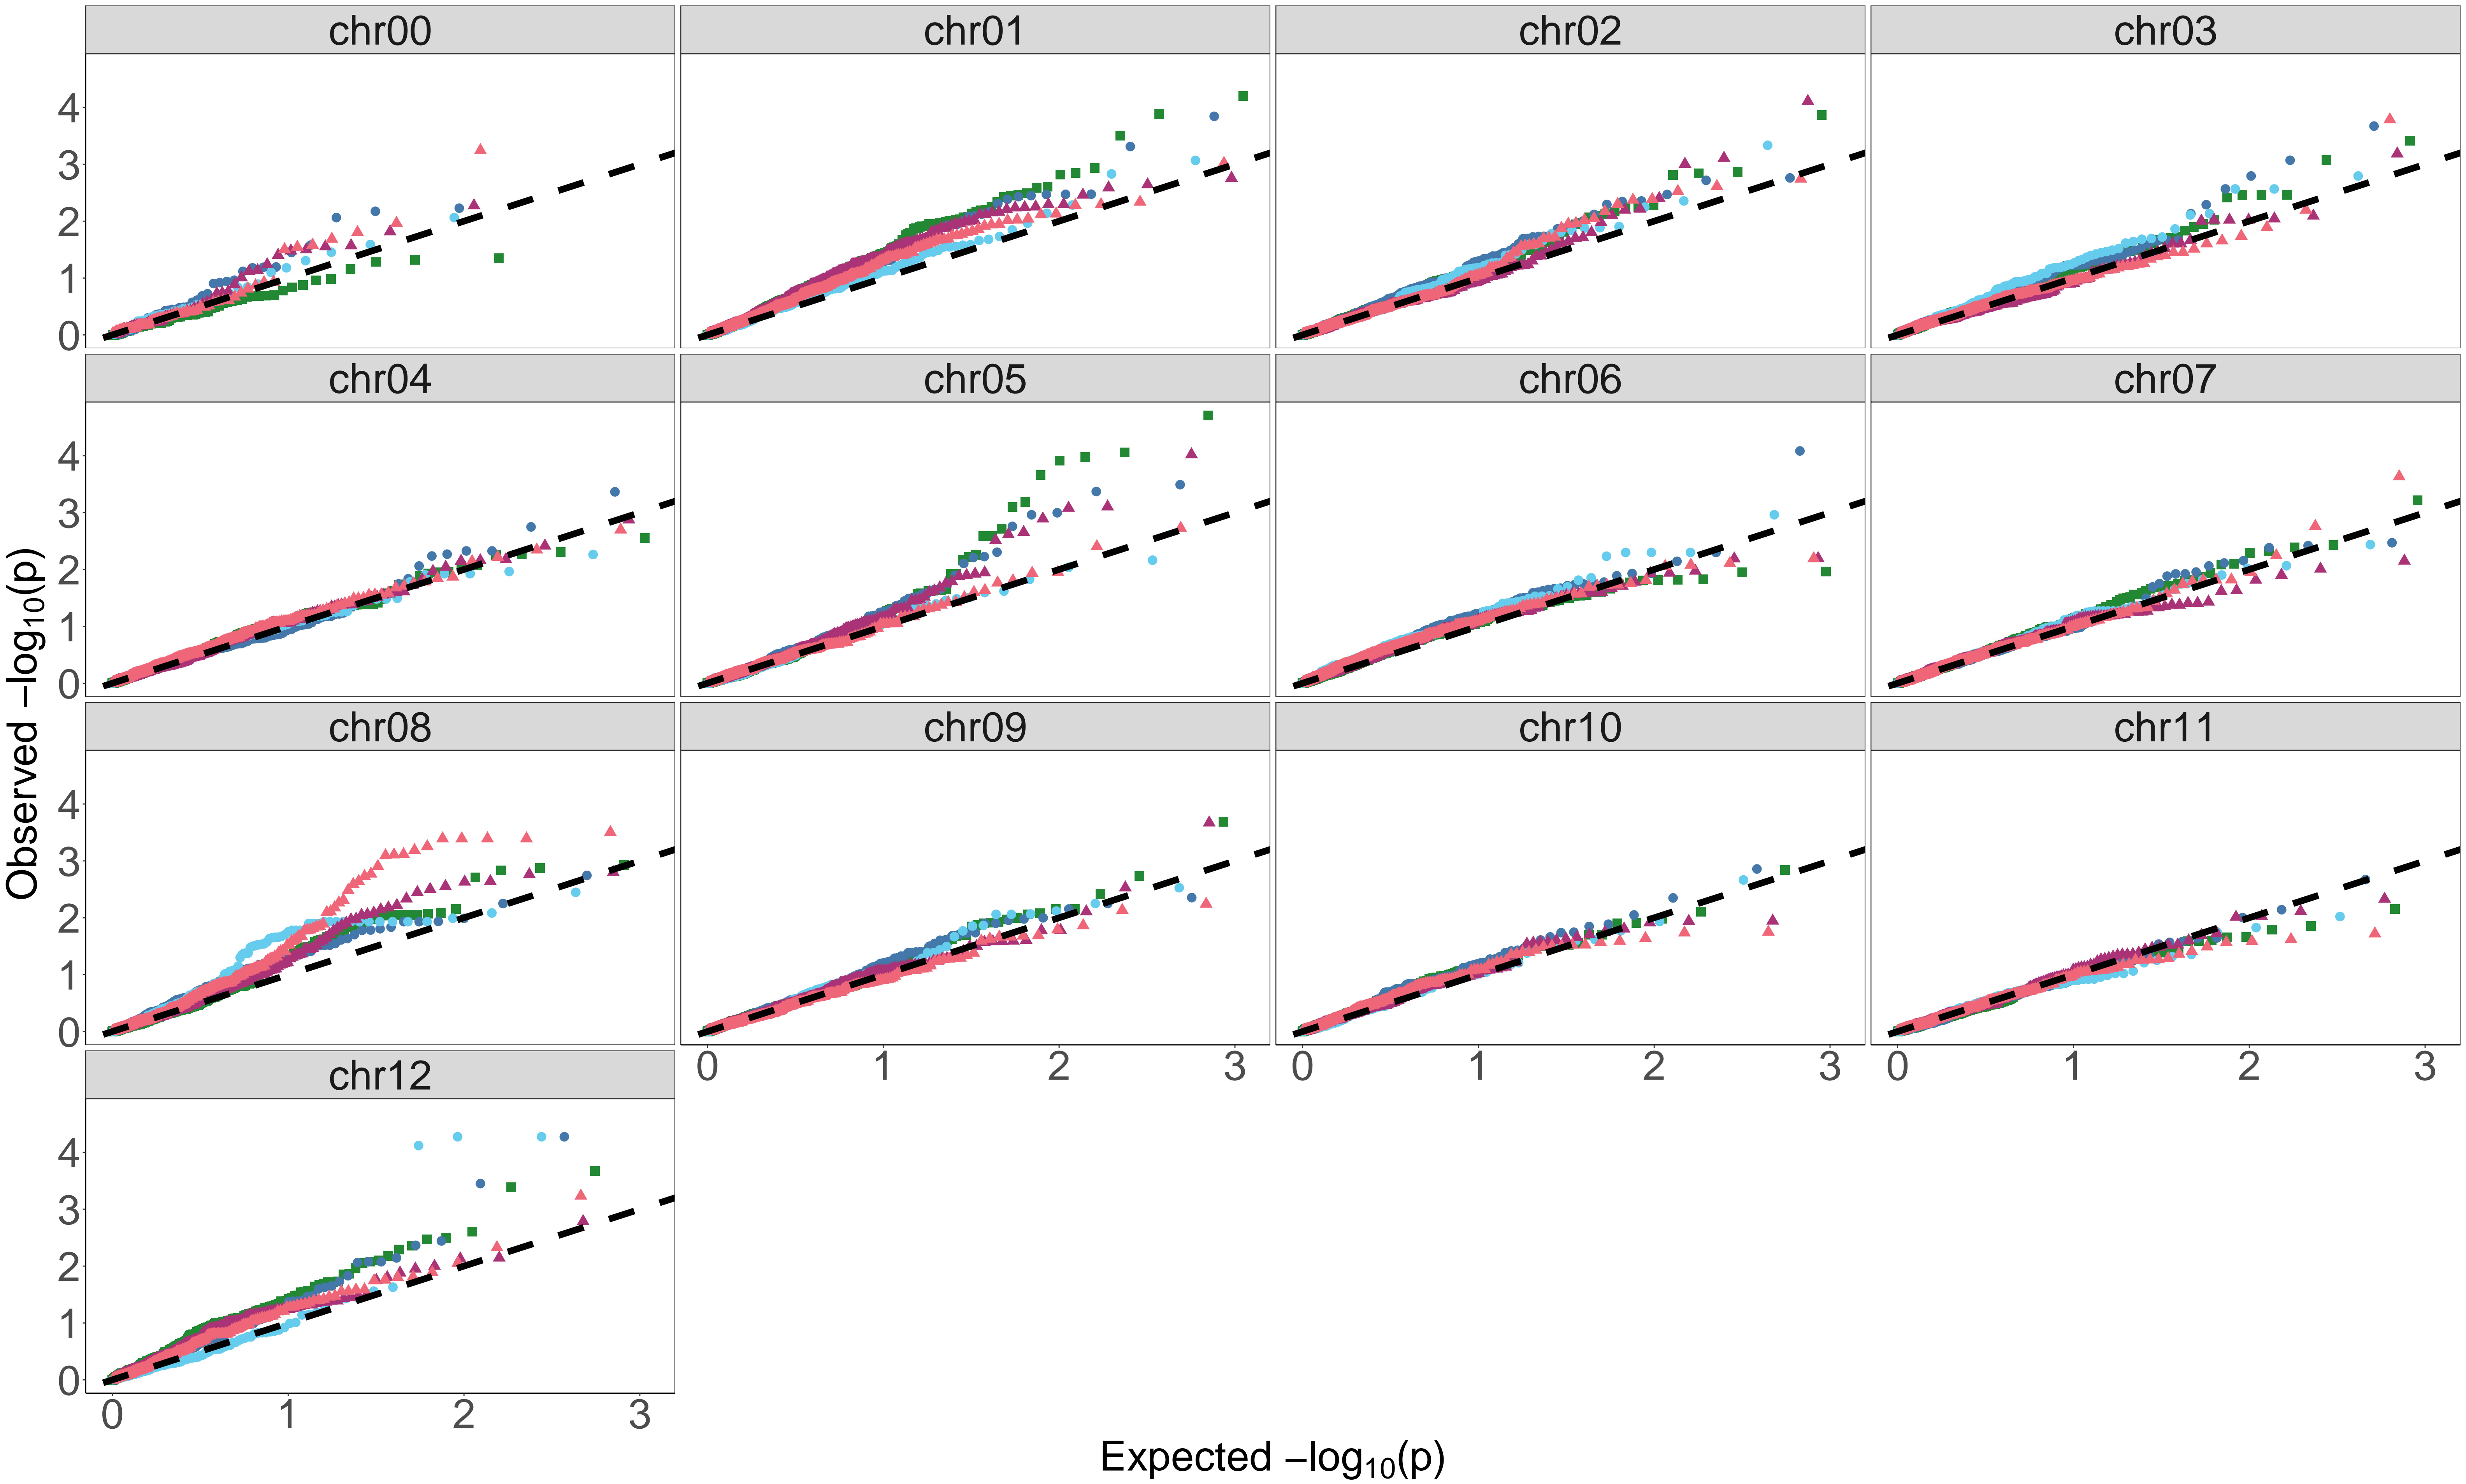 chr00 chr01 chr02 chr03
4
3
2
1
0
chr04 chr05 chr06 chr07
4
3
2
1
0
Observed –log10(p)
chr08 chr09 chr10 chr11
4
3
2
1
0
0 1 2 3 0 1 2 3 0 1 2 3
chr12
4
3
2
1
0
0 1 2 3
Expected –log10(p)